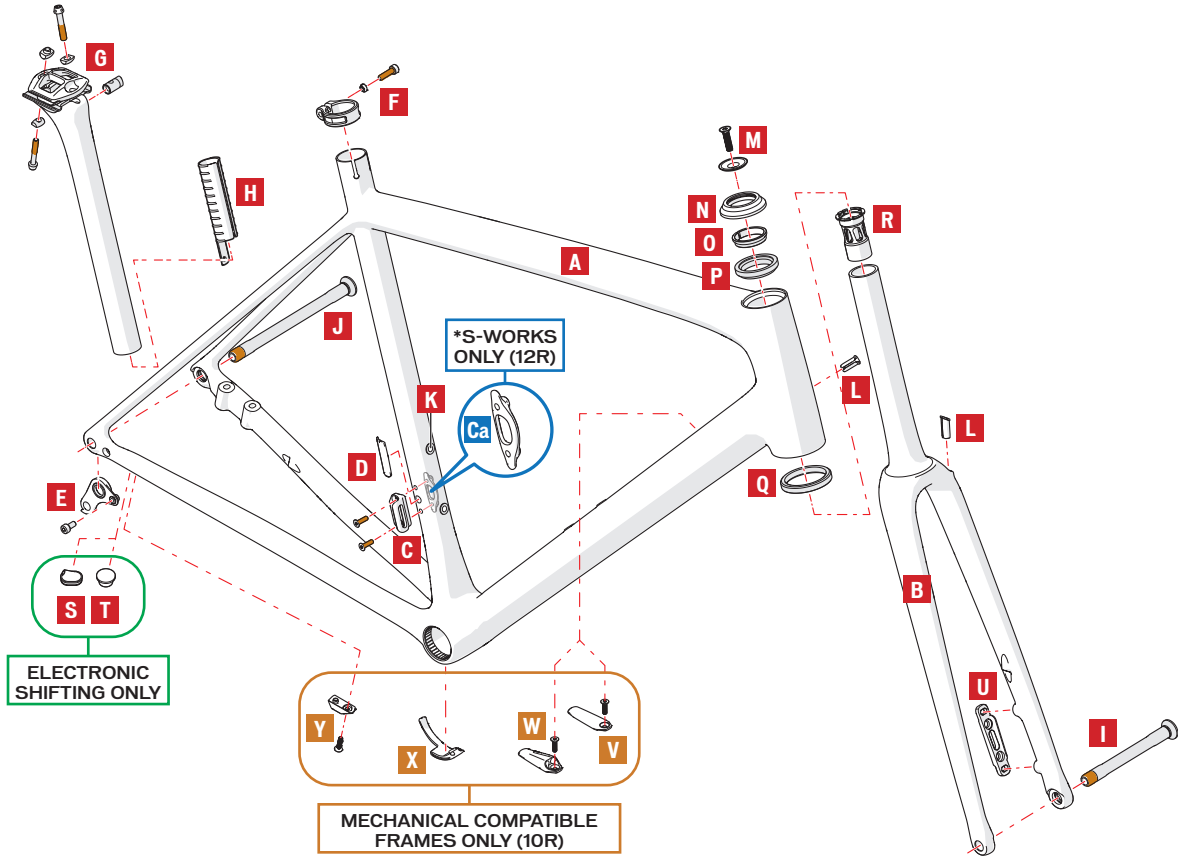 G
F
M
H
N
R
O
A
P
J
*S-WORKS
ONLY (12R)
K
L
Ca
L
D
Q
E
C
B
S
T
ELECTRONIC
SHIFTING ONLY
U
Y
X
W
V
I
MECHANICAL COMPATIBLE
FRAMES ONLY (10R)